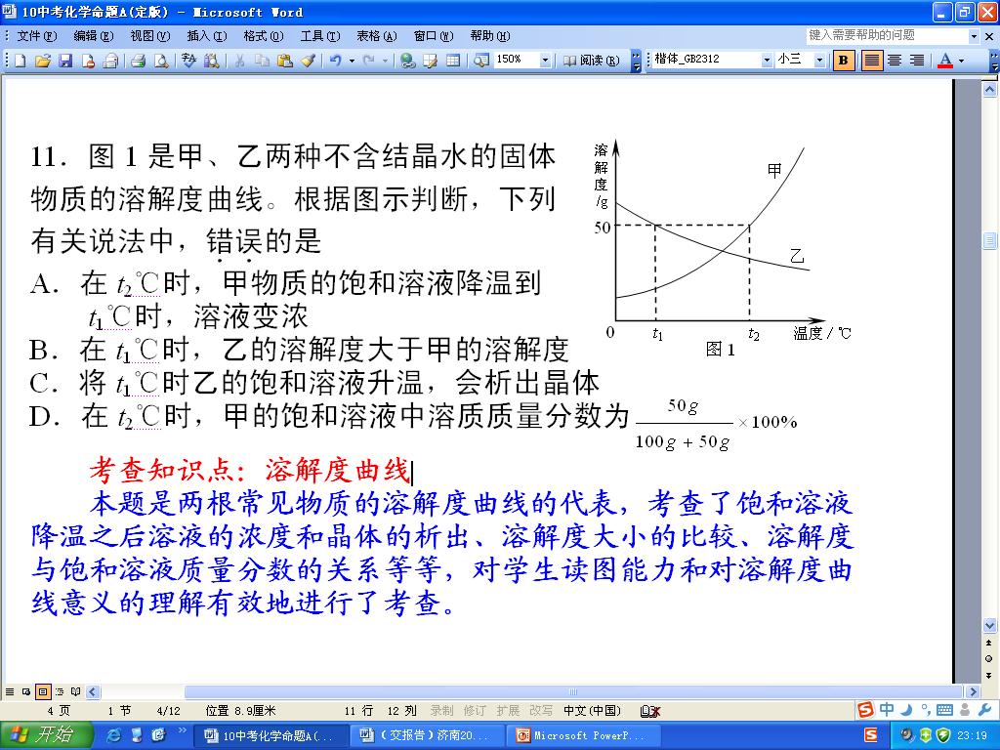 10中考化学命题A(定版) - Microsoft Word
文件(F) 编辑(E) 视图(V) 插入(I) 格式(O) 工具(T) 表格(A) 窗口(W) 帮助(H) 键入需要帮助的问题
150% 阅读(R) 楷体_GB2312 小三 B A
11．图 1 是甲、乙两种不含结晶水的固体
物质的溶解度曲线。根据图示判断，下列
有关说法中，错误的是
A．在 t₂℃时，甲物质的饱和溶液降温到
t₁℃时，溶液变浓
B．在 t₁℃时，乙的溶解度大于甲的溶解度
C．将 t₁℃时乙的饱和溶液升温，会析出晶体
D．在 t₂℃时，甲的饱和溶液中溶质质量分数为
50g
×100%
100g + 50g
溶解度/g
甲
50
乙
0 t₁ t₂ 温度/℃
图 1
考查知识点：溶解度曲线
本题是两根常见物质的溶解度曲线的代表，考查了饱和溶液
降温之后溶液的浓度和晶体的析出、溶解度大小的比较、溶解度
与饱和溶液质量分数的关系等等，对学生读图能力和对溶解度曲
线意义的理解有效地进行了考查。
4 页 1 节 4/12 位置 8.9厘米 11 行 12 列 录制 修订 扩展 改写 中文(中国)
中
开始 10中考化学命题A(... （交报告）济南20... Microsoft PowerP... 23:19